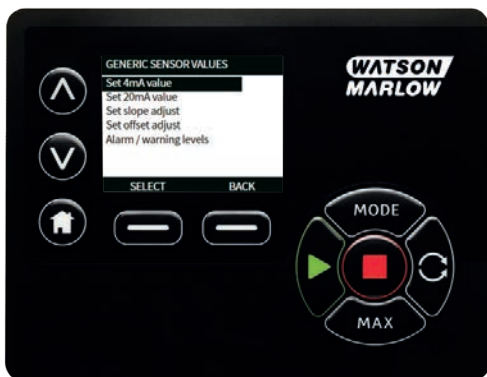 GENERIC SENSOR VALUES
Set 4mA value
Set 20mA value
Set slope adjust
Set offset adjust
Alarm / warning levels
SELECT BACK
WATSON
MARLOW
MODE
MAX